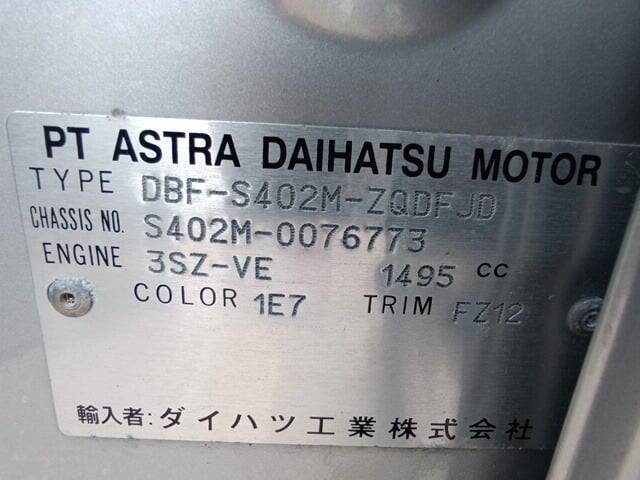 PT ASTRA DAIHATSU MOTOR
TYPE DBF-S402M-ZQDFJD
CHASSIS NO. S402M-0076773
ENGINE 3SZ-VE 1495 cc
COLOR 1E7 TRIM FZ12
輸入者:ダイハツ工業株式会社